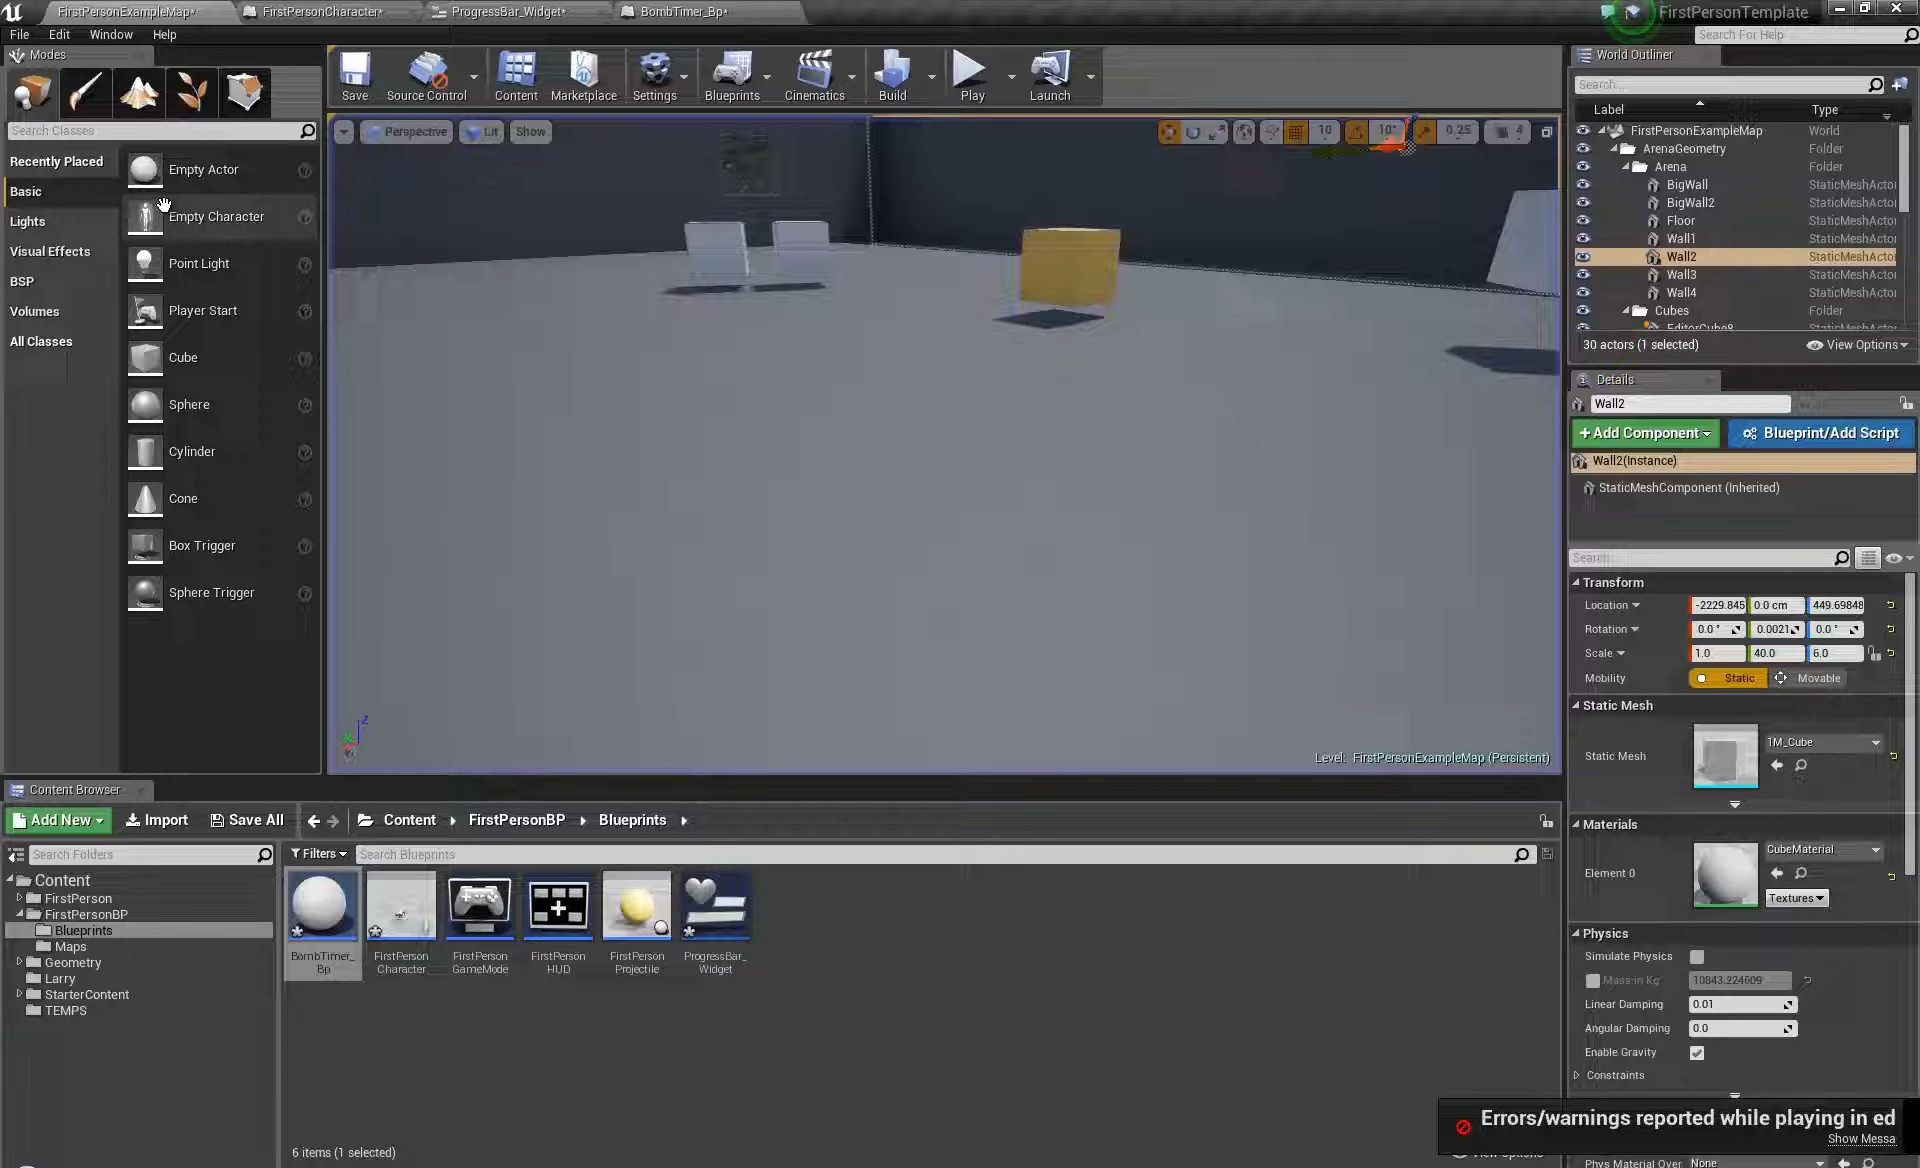 FirstPersonExampleMap* FirstPersonCharacter* ProgressBar_Widget* BombTimer_Bp* FirstPersonTemplate
File Edit Window Help Search For Help
Modes World Outliner
Save Source Control Content Marketplace Settings Blueprints Cinematics Build Play Launch
Search...
Label Type
Search Classes Perspective Lit Show 10 10° 0.25 4
FirstPersonExampleMap World
ArenaGeometry Folder
Arena Folder
BigWall StaticMeshActor
BigWall2 StaticMeshActor
Floor StaticMeshActor
Wall1 StaticMeshActor
Wall2 StaticMeshActor
Wall3 StaticMeshActor
Wall4 StaticMeshActor
Cubes Folder
EditorCube8 StaticMeshActor
30 actors (1 selected) View Options
Recently Placed
Basic
Lights
Visual Effects
BSP
Volumes
All Classes
Empty Actor
Empty Character
Point Light
Player Start
Cube
Sphere
Cylinder
Cone
Box Trigger
Sphere Trigger
Details
Wall2
+ Add Component Blueprint/Add Script
Wall2(Instance)
StaticMeshComponent (Inherited)
Search
Transform
Location -2229.845 0.0 cm 449.69848
Rotation 0.0 ° 0.0021 0.0 °
Scale 1.0 40.0 6.0
Mobility Static Movable
Static Mesh
Static Mesh 1M_Cube
Materials
Element 0 CubeMaterial
Textures
Physics
Simulate Physics
Mass in Kg 10843.224609
Linear Damping 0.01
Angular Damping 0.0
Enable Gravity
Constraints
Z
Level: FirstPersonExampleMap (Persistent)
Content Browser
Add New Import Save All Content FirstPersonBP Blueprints
Search Folders Filters Search Blueprints
Content
FirstPerson
FirstPersonBP
Blueprints
Maps
Geometry
Larry
StarterContent
TEMPS
BombTimer_
Bp
FirstPerson
Character
FirstPerson
GameMode
FirstPerson
HUD
FirstPerson
Projectile
ProgressBar_
Widget
6 items (1 selected) View Options
Errors/warnings reported while playing in ed
Show Messa
Phys Material Over None